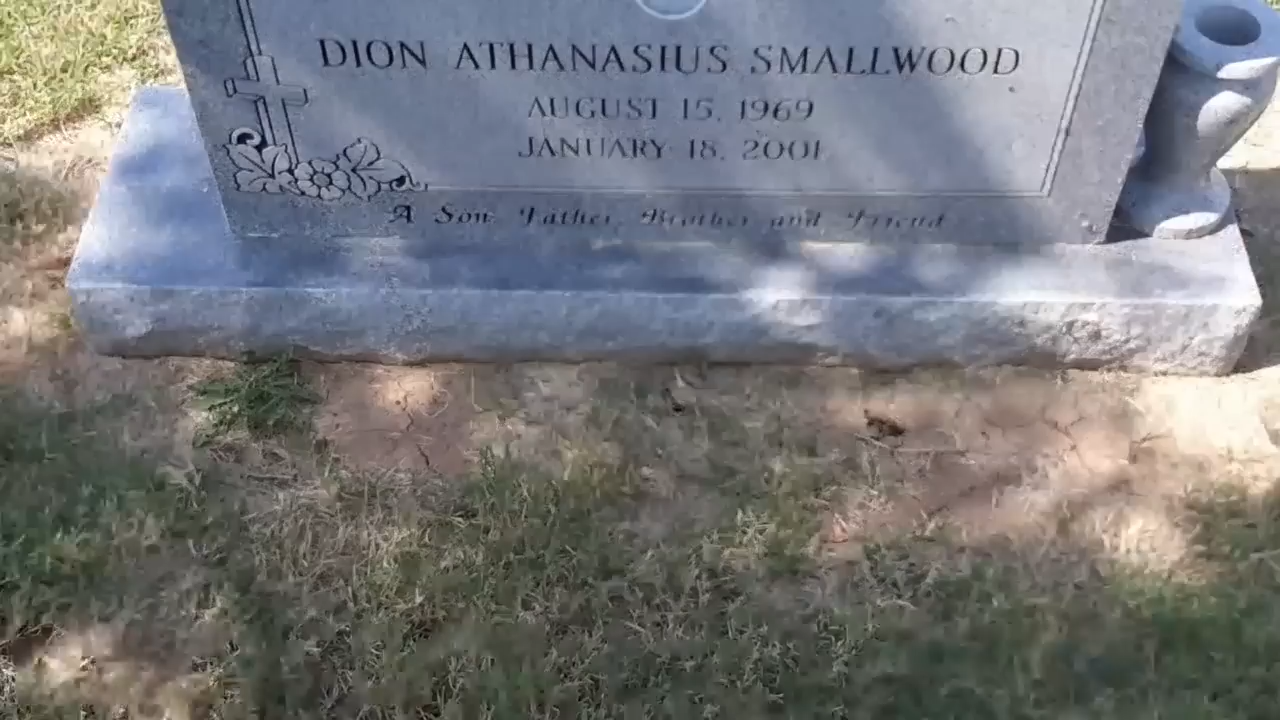 DION ATHANASIUS SMALLWOOD
AUGUST 15, 1969
JANUARY 18, 2001
A Son, Father, Brother and Friend